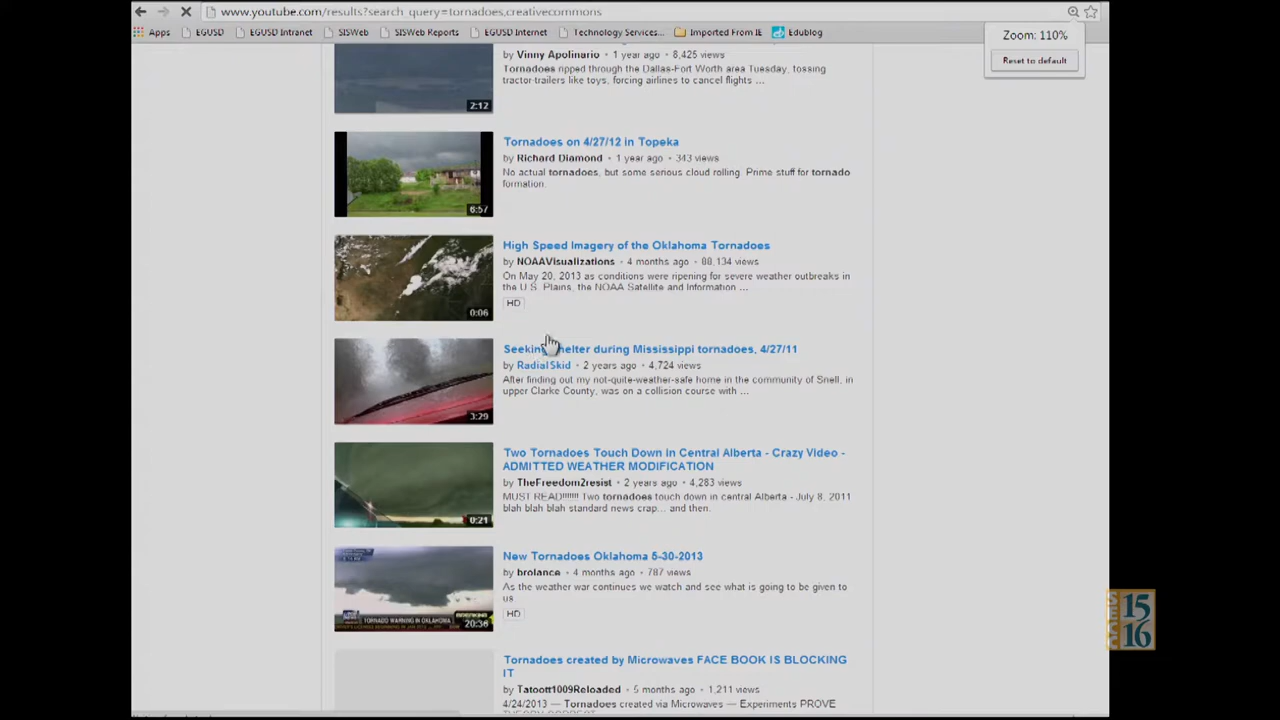 www.youtube.com/results?search_query=tornadoes,creativecommons
Apps EGUSD EGUSD Intranet SISWeb SISWeb Reports EGUSD Internet Technology Services... Imported From IE Edublog
Zoom: 110%
Reset to default
by Vinny Apolinario • 1 year ago • 8,425 views
Tornadoes ripped through the Dallas-Fort Worth area Tuesday, tossing
tractor-trailers like toys, forcing airlines to cancel flights ...
2:12
Tornadoes on 4/27/12 in Topeka
by Richard Diamond • 1 year ago • 343 views
No actual tornadoes, but some serious cloud rolling. Prime stuff for tornado
formation.
6:57
High Speed Imagery of the Oklahoma Tornadoes
by NOAAVisualizations • 4 months ago • 88,134 views
On May 20, 2013 as conditions were ripening for severe weather outbreaks in
the U.S. Plains, the NOAA Satellite and Information ...
HD
0:06
Seeking shelter during Mississippi tornadoes, 4/27/11
by RadialSkid • 2 years ago • 4,724 views
After finding out my not-quite-weather-safe home in the community of Snell, in
upper Clarke County, was on a collision course with ...
3:29
Two Tornadoes Touch Down in Central Alberta - Crazy Video -
ADMITTED WEATHER MODIFICATION
by TheFreedom2resist • 2 years ago • 4,283 views
MUST READ!!!!!!! Two tornadoes touch down in central Alberta - July 8, 2011
blah blah blah standard news crap... and then.
0:21
New Tornadoes Oklahoma 5-30-2013
by brolance • 4 months ago • 787 views
As the weather war continues we watch and see what is going to be given to
us
HD
TORNADO WARNING IN OKLAHOMA
20:36
Tornadoes created by Microwaves FACE BOOK IS BLOCKING
IT
by Tatoott1009Reloaded • 5 months ago • 1,211 views
4/24/2013 — Tornadoes created via Microwaves — Experiments PROVE
SECC
15
16